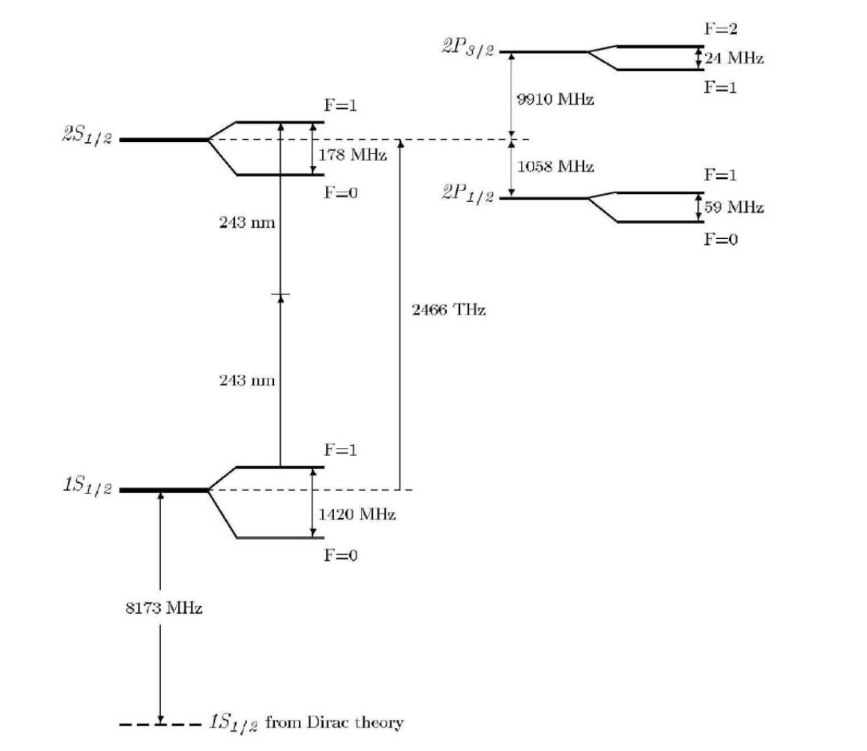 F=2
2P3/2
24 MHz
F=1
9910 MHz
F=1
2S1/2
178 MHz
1058 MHz
F=1
F=0
2P1/2
59 MHz
243 nm
F=0
2466 THz
243 nm
F=1
1S1/2
1420 MHz
F=0
8173 MHz
1S1/2 from Dirac theory